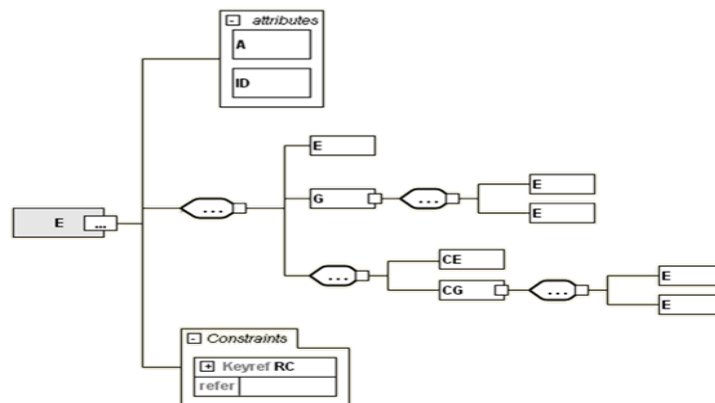 attributes
A
ID
E
G
E
E
E
...
...
...
CE
...
CG
...
E
E
Constraints
Keyref RC
refer